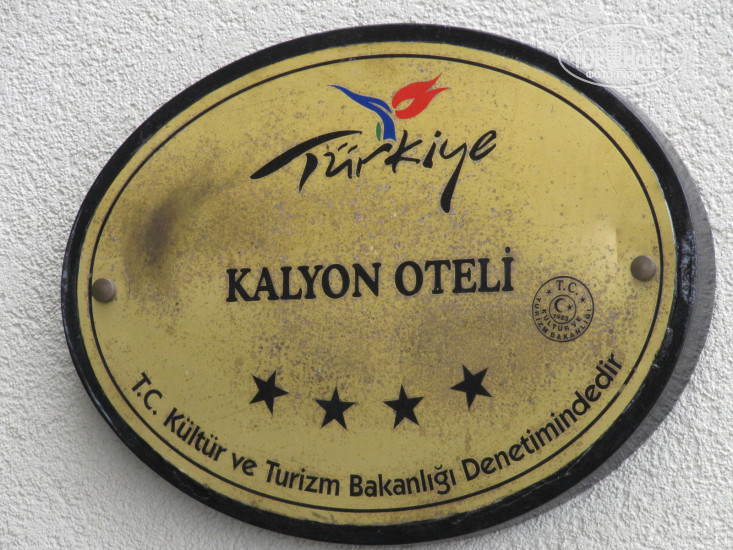 Türkiye
KALYON OTELİ
T.C.
KÜLTÜR VE
TURİZM BAKANLIĞI
T.C. Kültür ve Turizm Bakanlığı Denetimindedir